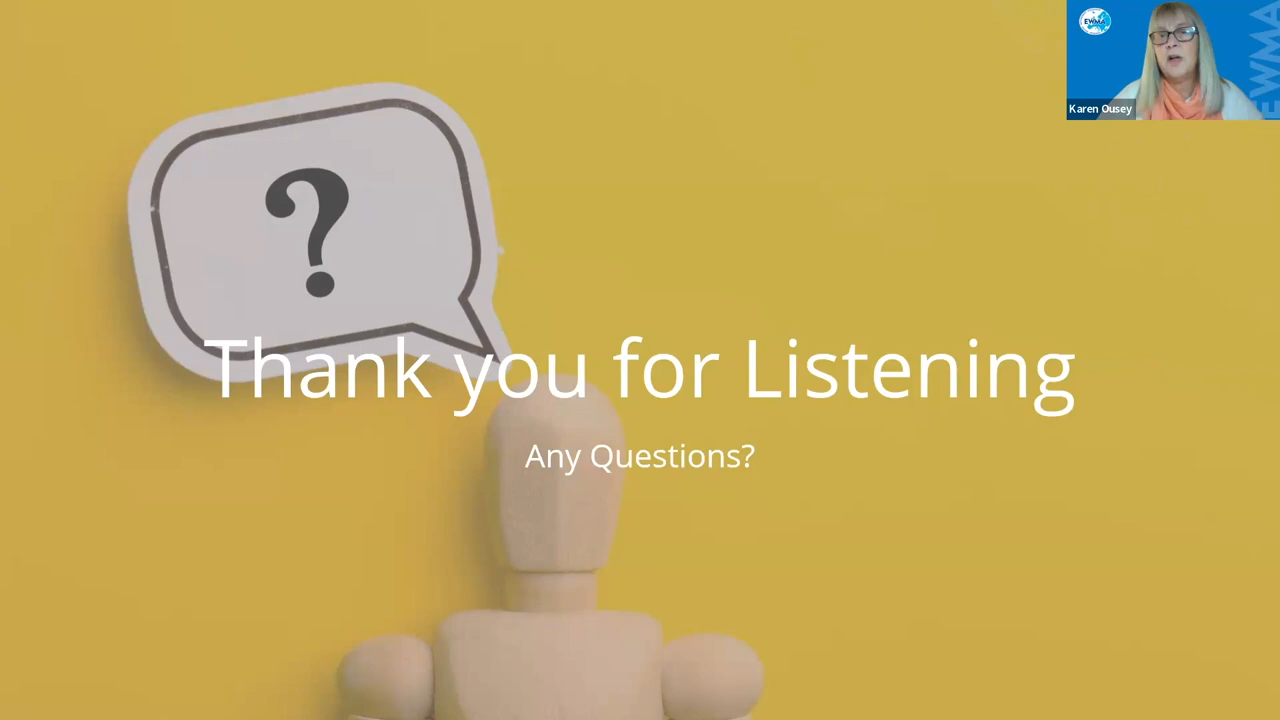 EWMA
EWMA
Karen Ousey
?
Thank you for Listening
Any Questions?